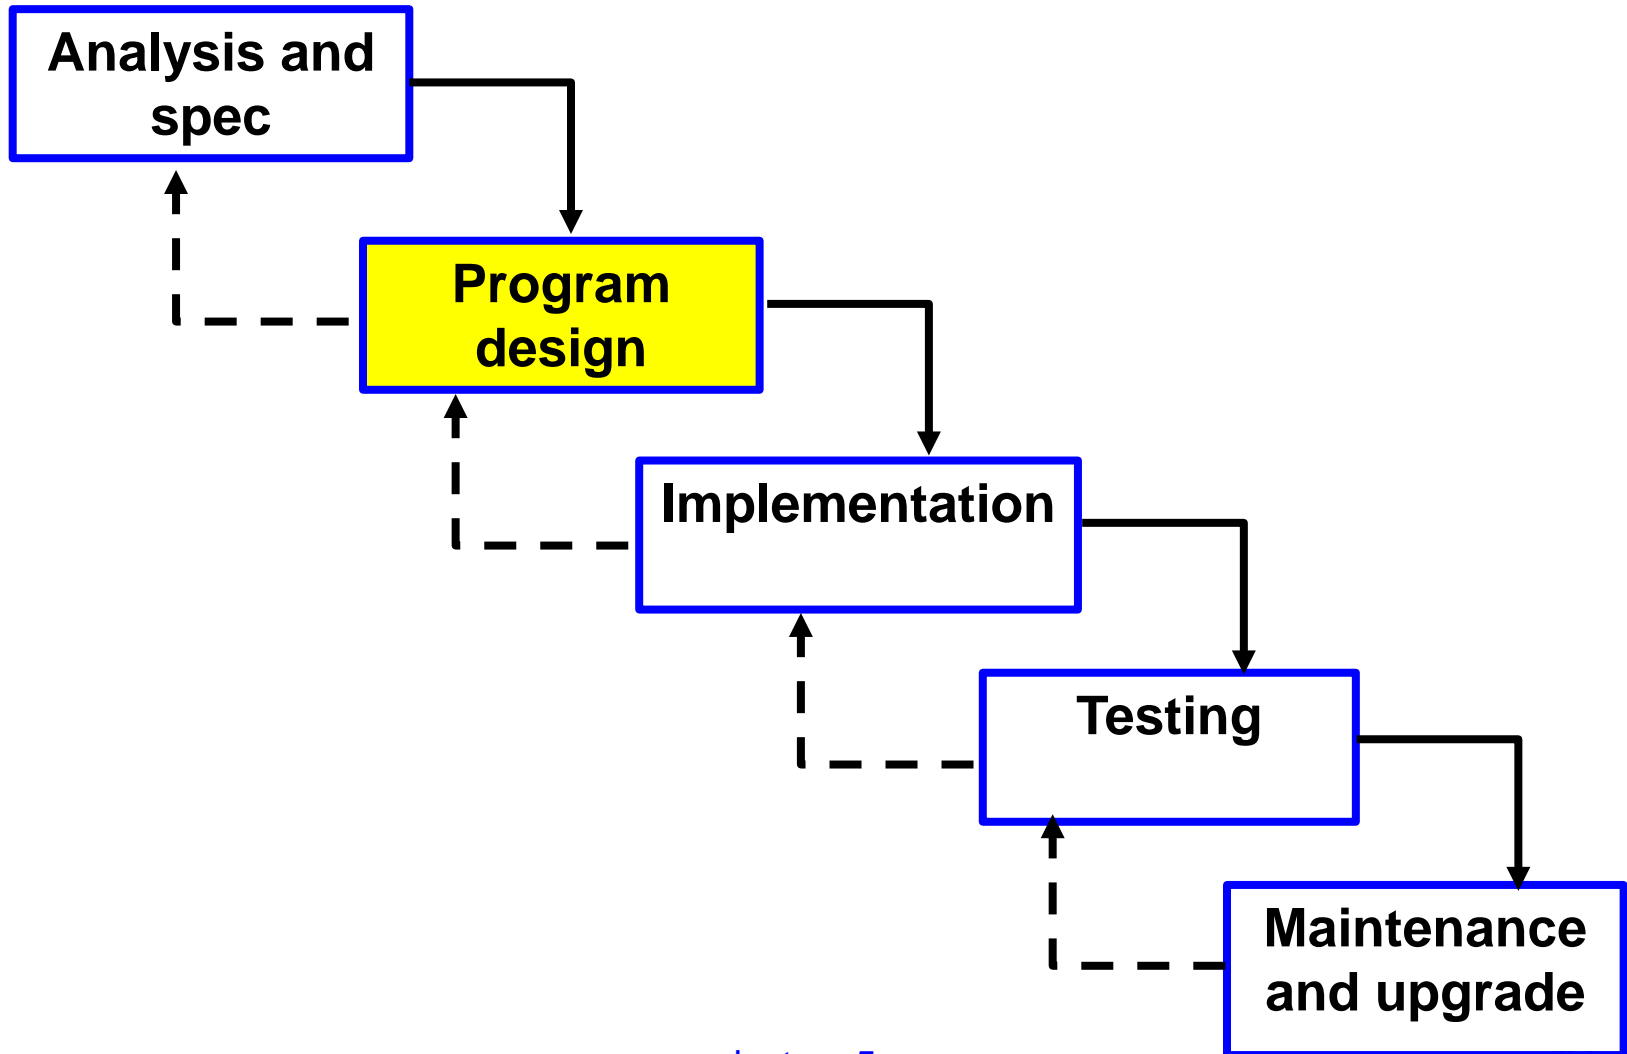 Analysis and
spec
Program
design
Implementation
Testing
Maintenance
and upgrade